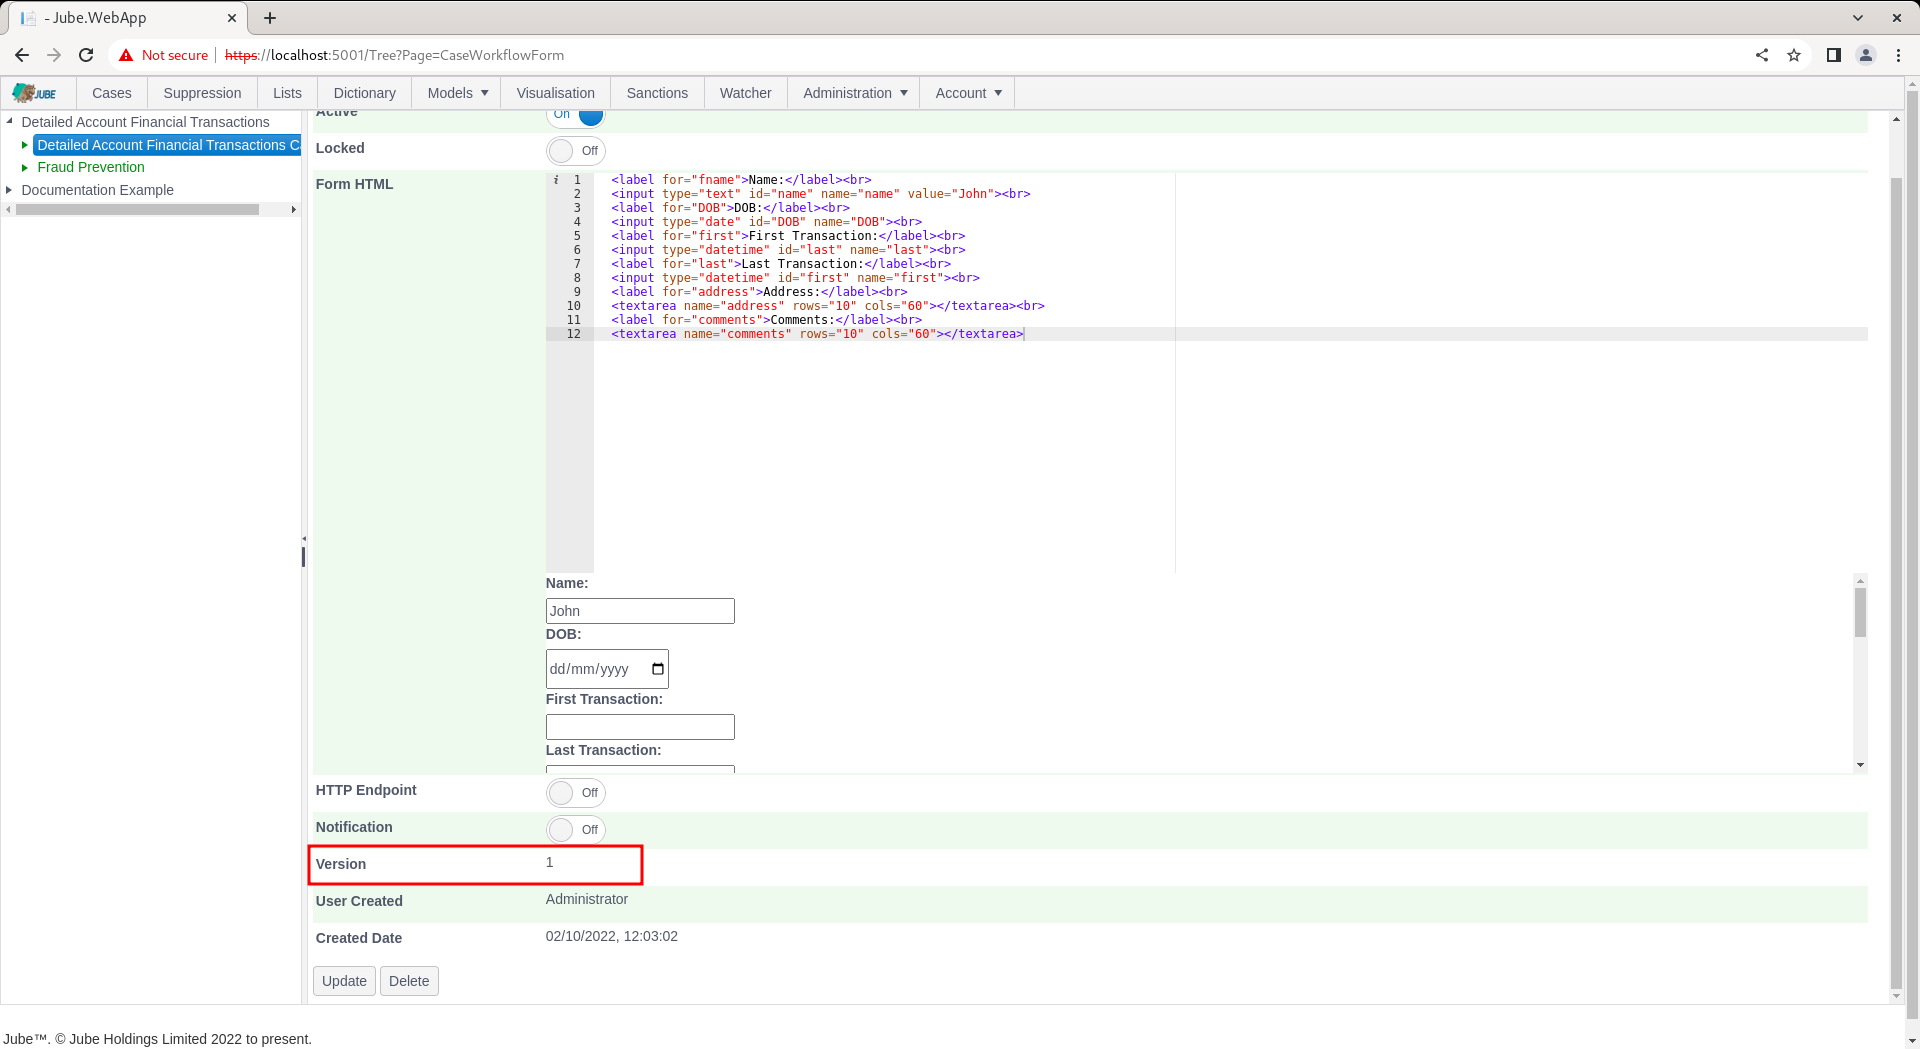 - Jube.WebApp
Not secure
https://localhost:5001/Tree?Page=CaseWorkflowForm
JUBE
Cases
Suppression
Lists
Dictionary
Models
Visualisation
Sanctions
Watcher
Administration
Account
Detailed Account Financial Transactions
Detailed Account Financial Transactions C
Fraud Prevention
Documentation Example
Active
On
Locked
Off
Form HTML
i 1 <label for="fname">Name:</label><br>
2 <input type="text" id="name" name="name" value="John"><br>
3 <label for="DOB">DOB:</label><br>
4 <input type="date" id="DOB" name="DOB"><br>
5 <label for="first">First Transaction:</label><br>
6 <input type="datetime" id="last" name="last"><br>
7 <label for="last">Last Transaction:</label><br>
8 <input type="datetime" id="first" name="first"><br>
9 <label for="address">Address:</label><br>
10 <textarea name="address" rows="10" cols="60"></textarea><br>
11 <label for="comments">Comments:</label><br>
12 <textarea name="comments" rows="10" cols="60"></textarea>
Name:
John
DOB:
dd/mm/yyyy
First Transaction:
Last Transaction:
HTTP Endpoint
Off
Notification
Off
Version
1
User Created
Administrator
Created Date
02/10/2022, 12:03:02
Update
Delete
Jube™. © Jube Holdings Limited 2022 to present.